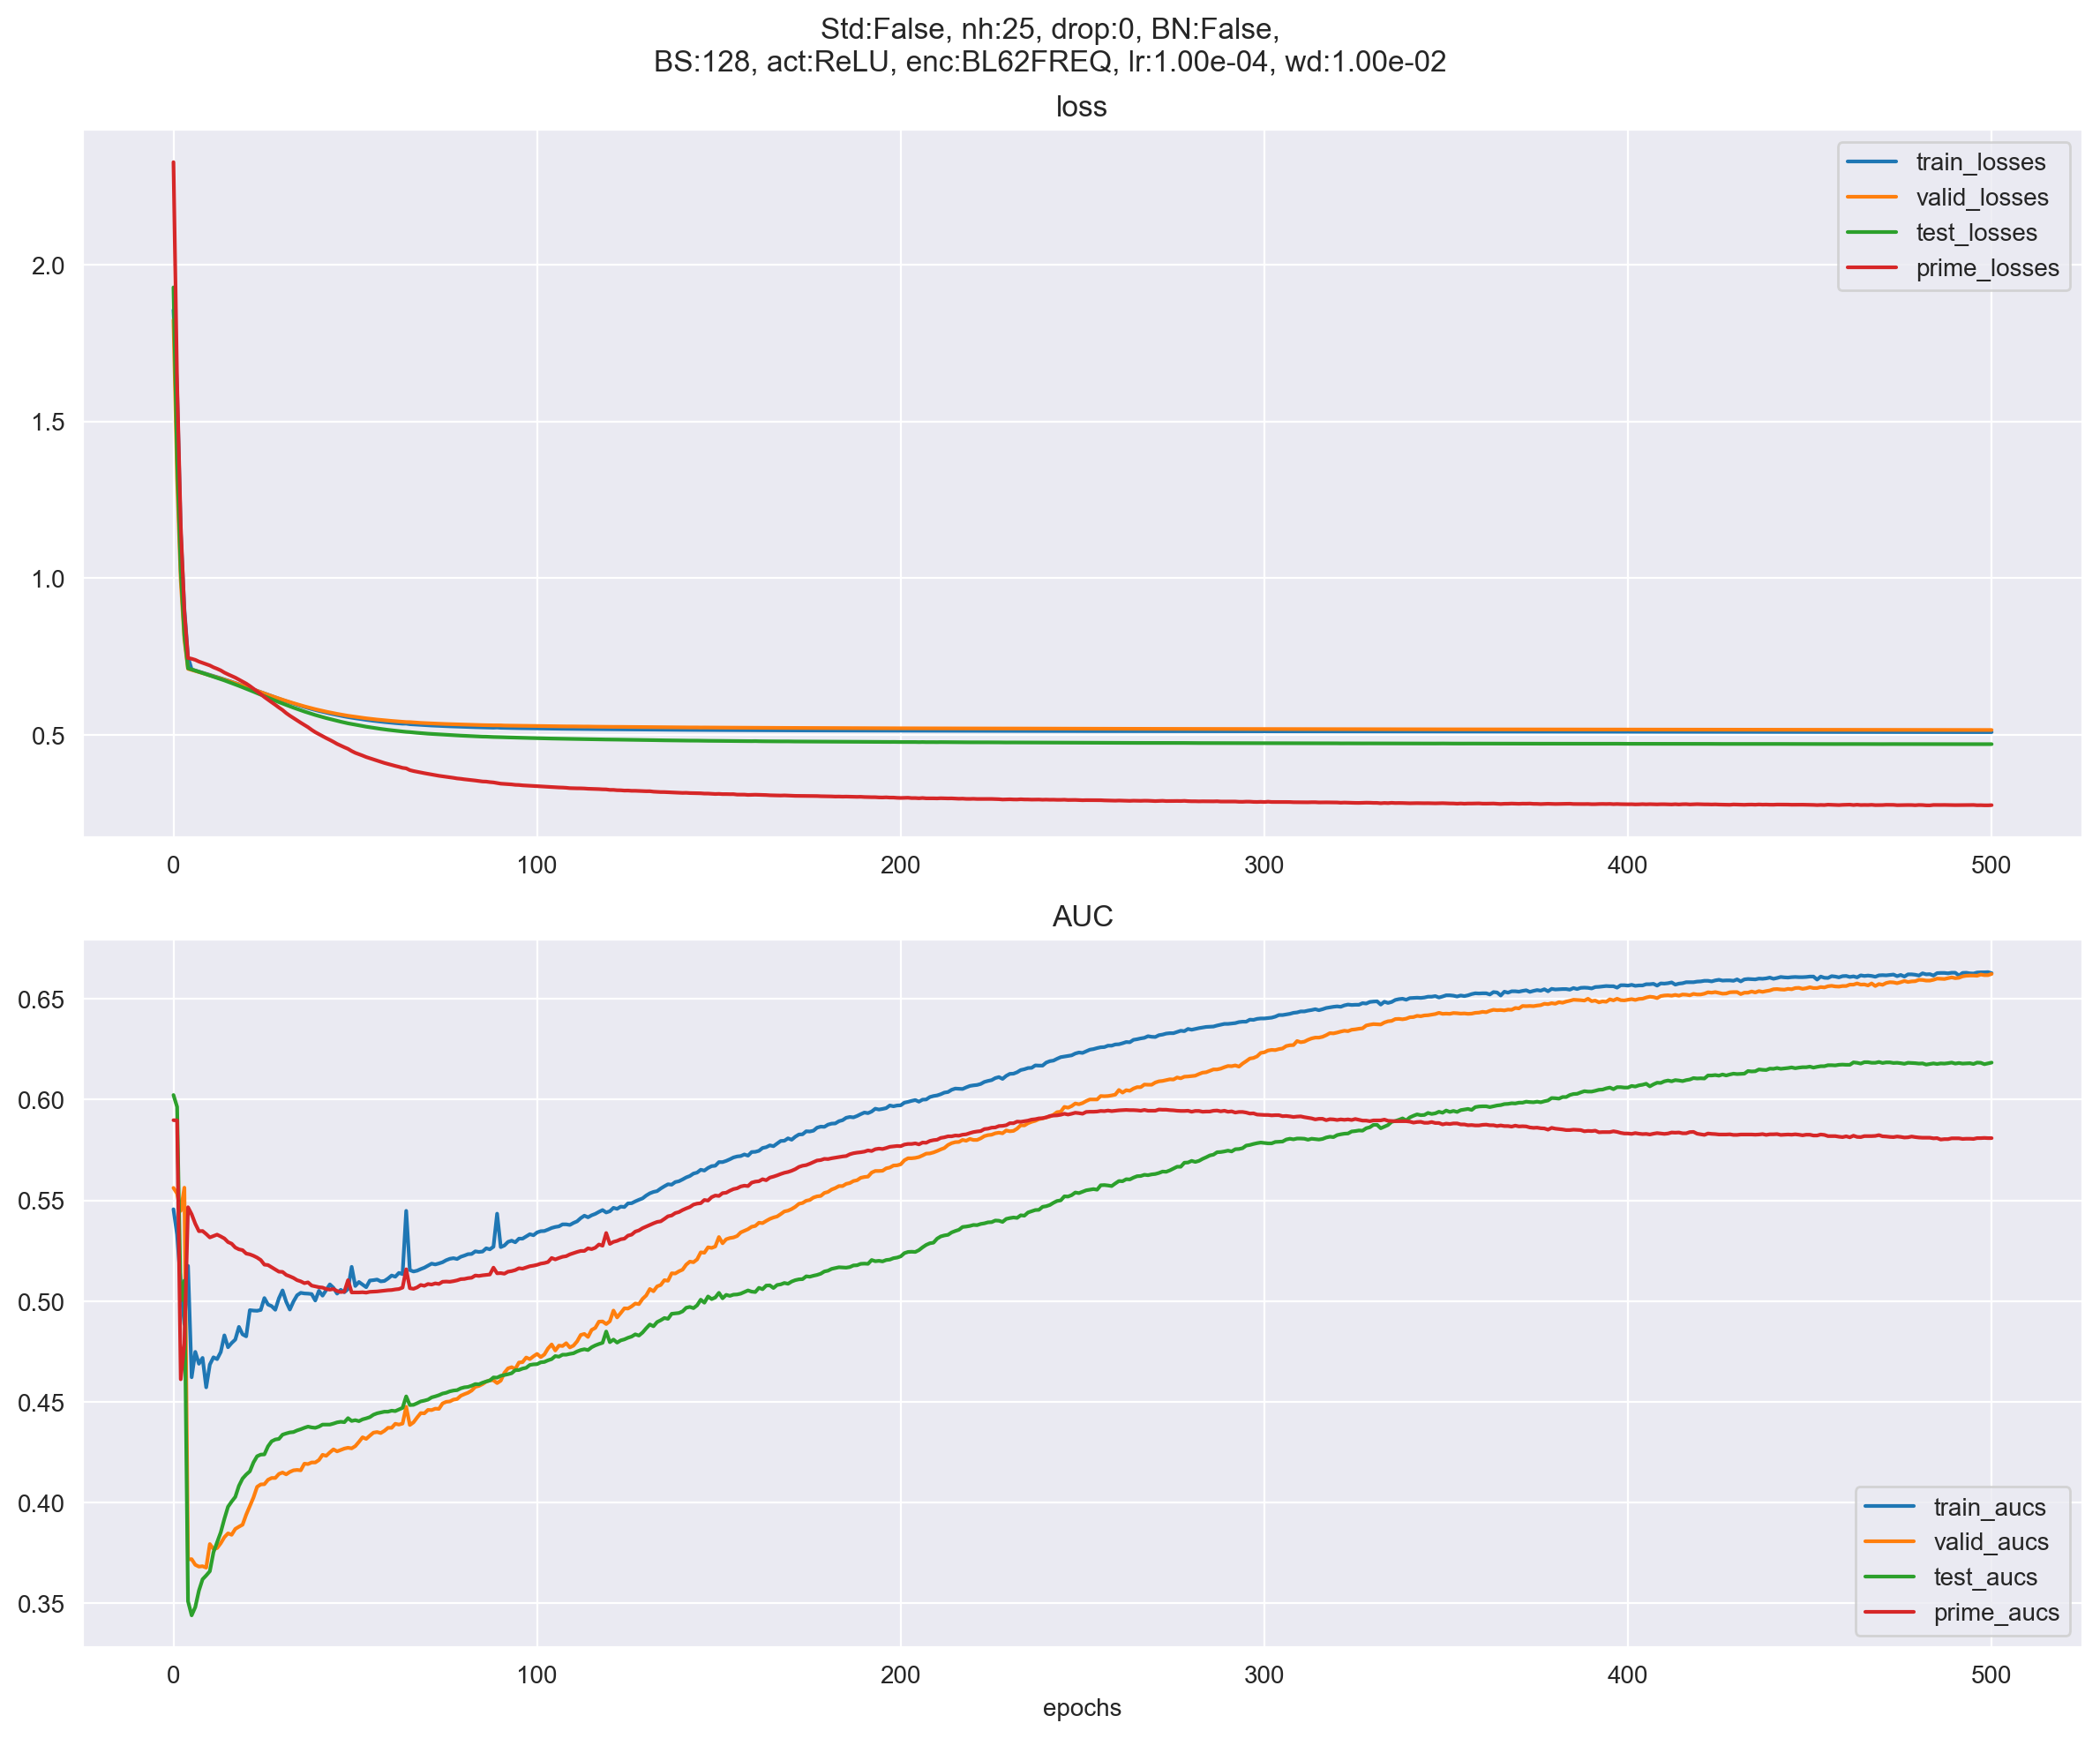 Std:False, nh:25, drop:0, BN:False,
BS:128, act:ReLU, enc:BL62FREQ, lr:1.00e-04, wd:1.00e-02
loss
train_losses
valid_losses
test_losses
prime_losses
2.0
1.5
1.0
0.5
0 100 200 300 400 500
AUC
0.65
0.60
0.55
0.50
0.45
0.40
0.35
train_aucs
valid_aucs
test_aucs
prime_aucs
0 100 200 300 400 500
epochs